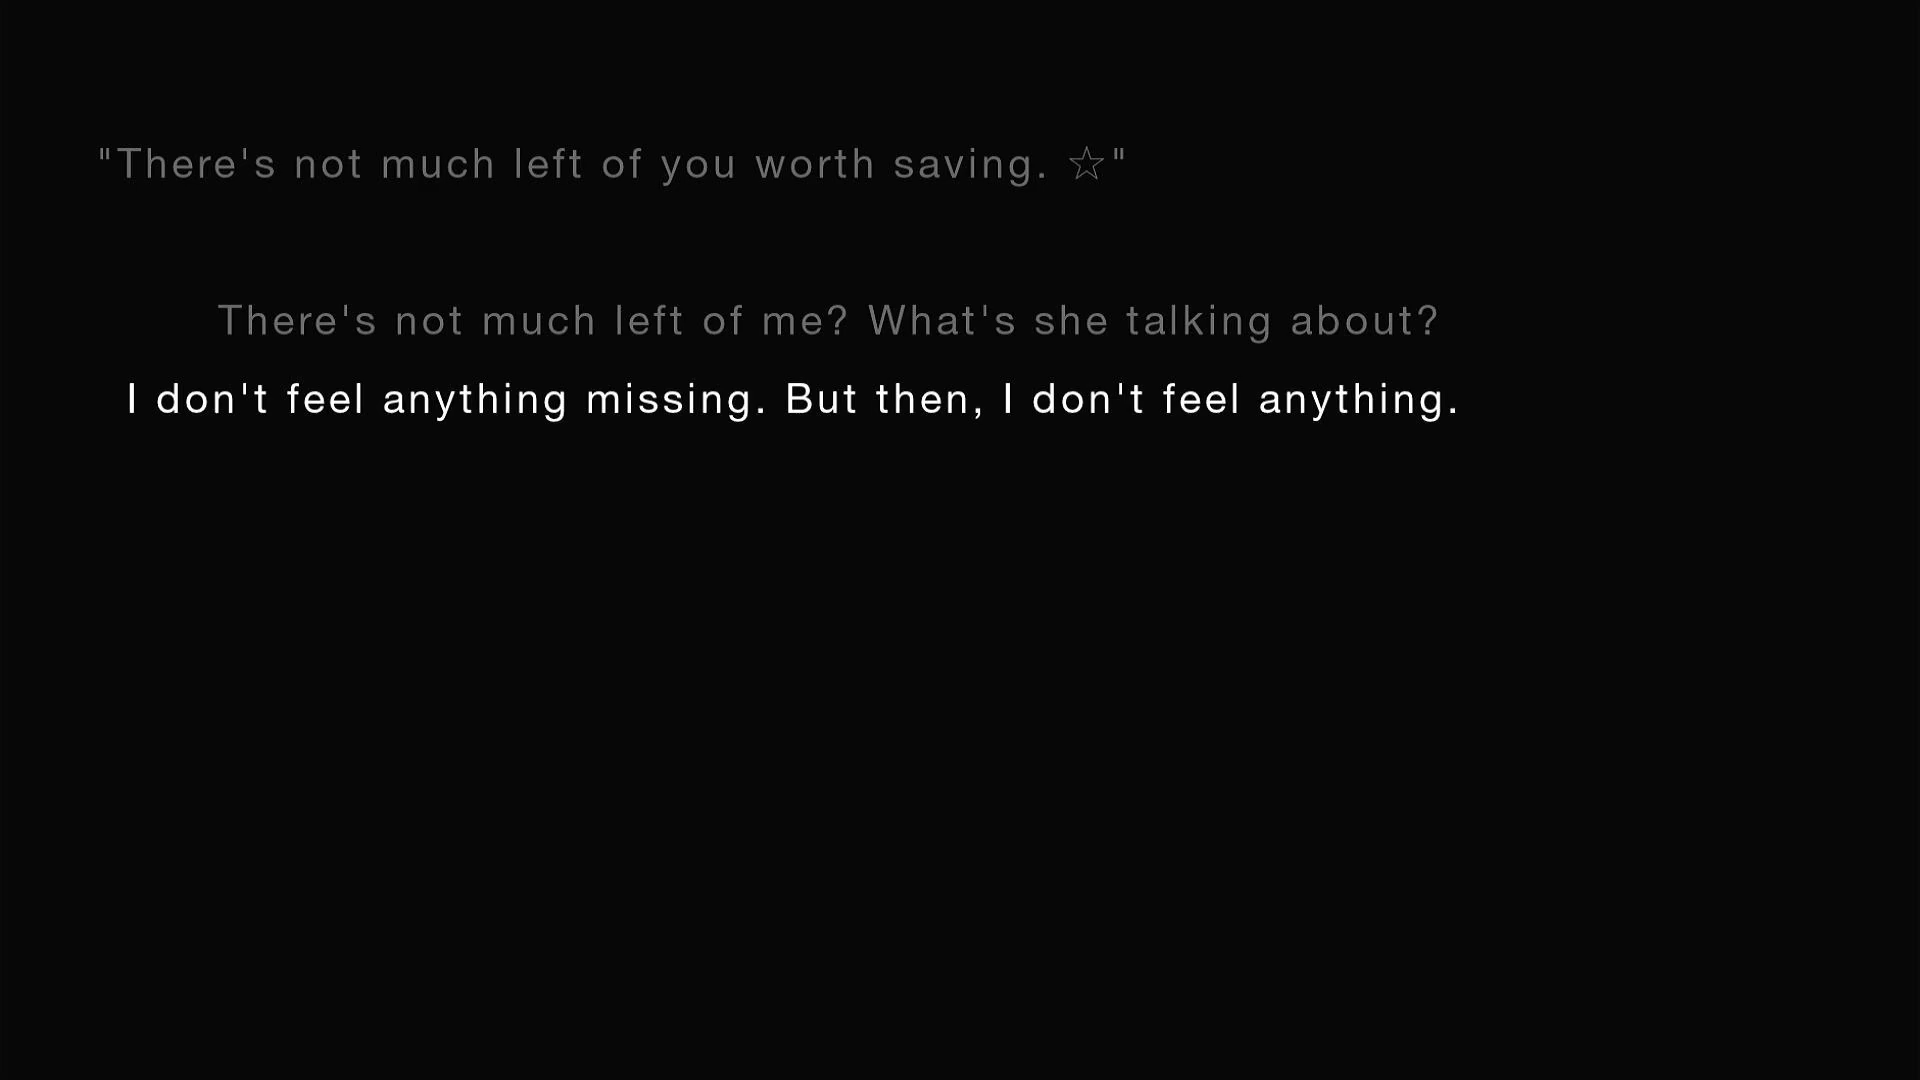 "There's not much left of you worth saving. ☆"
There's not much left of me? What's she talking about?
I don't feel anything missing. But then, I don't feel anything.